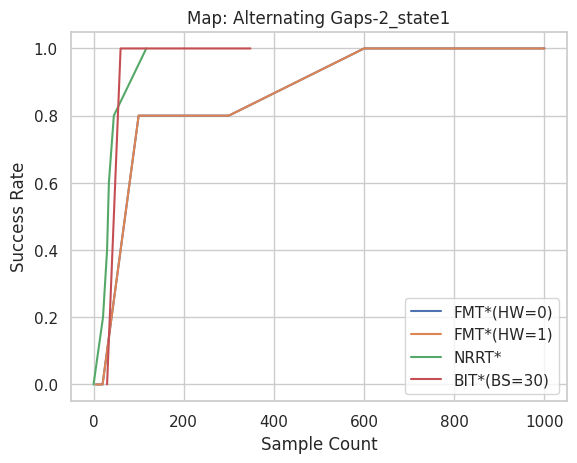 Map: Alternating Gaps-2_state1
1.0
0.8
0.6
0.4
0.2
0.0
Success Rate
0
200
400
600
800
1000
Sample Count
FMT*(HW=0)
FMT*(HW=1)
NRRT*
BIT*(BS=30)